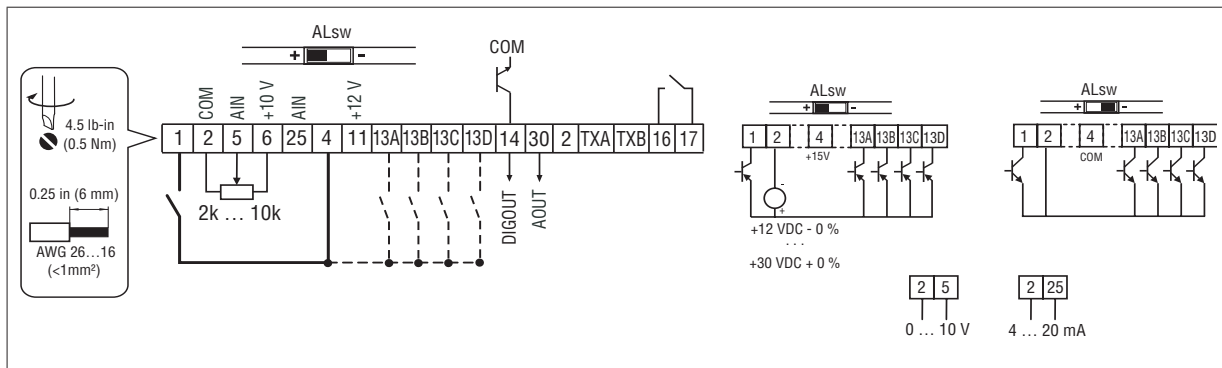 ALsw
+ -
COM
COM AIN +10 V AIN +12 V
1 2 5 6 25 4 11 13A 13B 13C 13D 14 30 2 TXA TXB 16 17
4.5 lb-in
(0.5 Nm)
0.25 in (6 mm)
AWG 26…16
(<1mm²)
2k … 10k
DIGOUT
AOUT
ALsw
+ -
1 2 4 13A 13B 13C 13D
+15V
-
+
+12 VDC - 0 %
. . .
+30 VDC + 0 %
ALsw
+ -
1 2 4 13A 13B 13C 13D
COM
2 5
0 … 10 V
2 25
4 … 20 mA